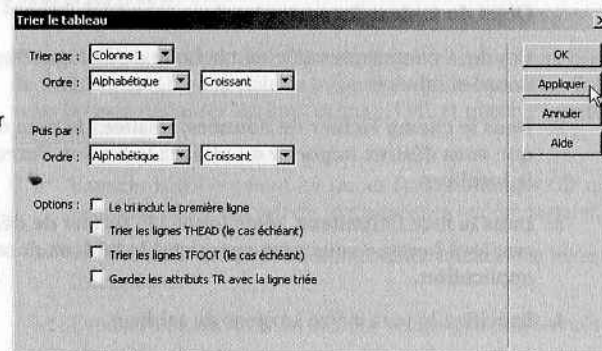 Trier le tableau
Trier par : Colonne 1
Ordre : Alphabétique Croissant
Puis par :
Ordre : Alphabétique Croissant
Options : Le tri inclut la première ligne
Trier les lignes THEAD (le cas échéant)
Trier les lignes TFOOT (le cas échéant)
Gardez les attributs TR avec la ligne triée
OK
Appliquer
Annuler
Aide